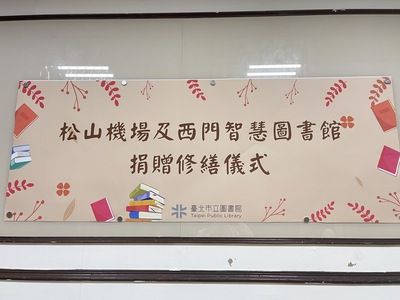 松山機場及西門智慧圖書館
捐贈修繕儀式
臺北市立圖書館
Taipei Public Library